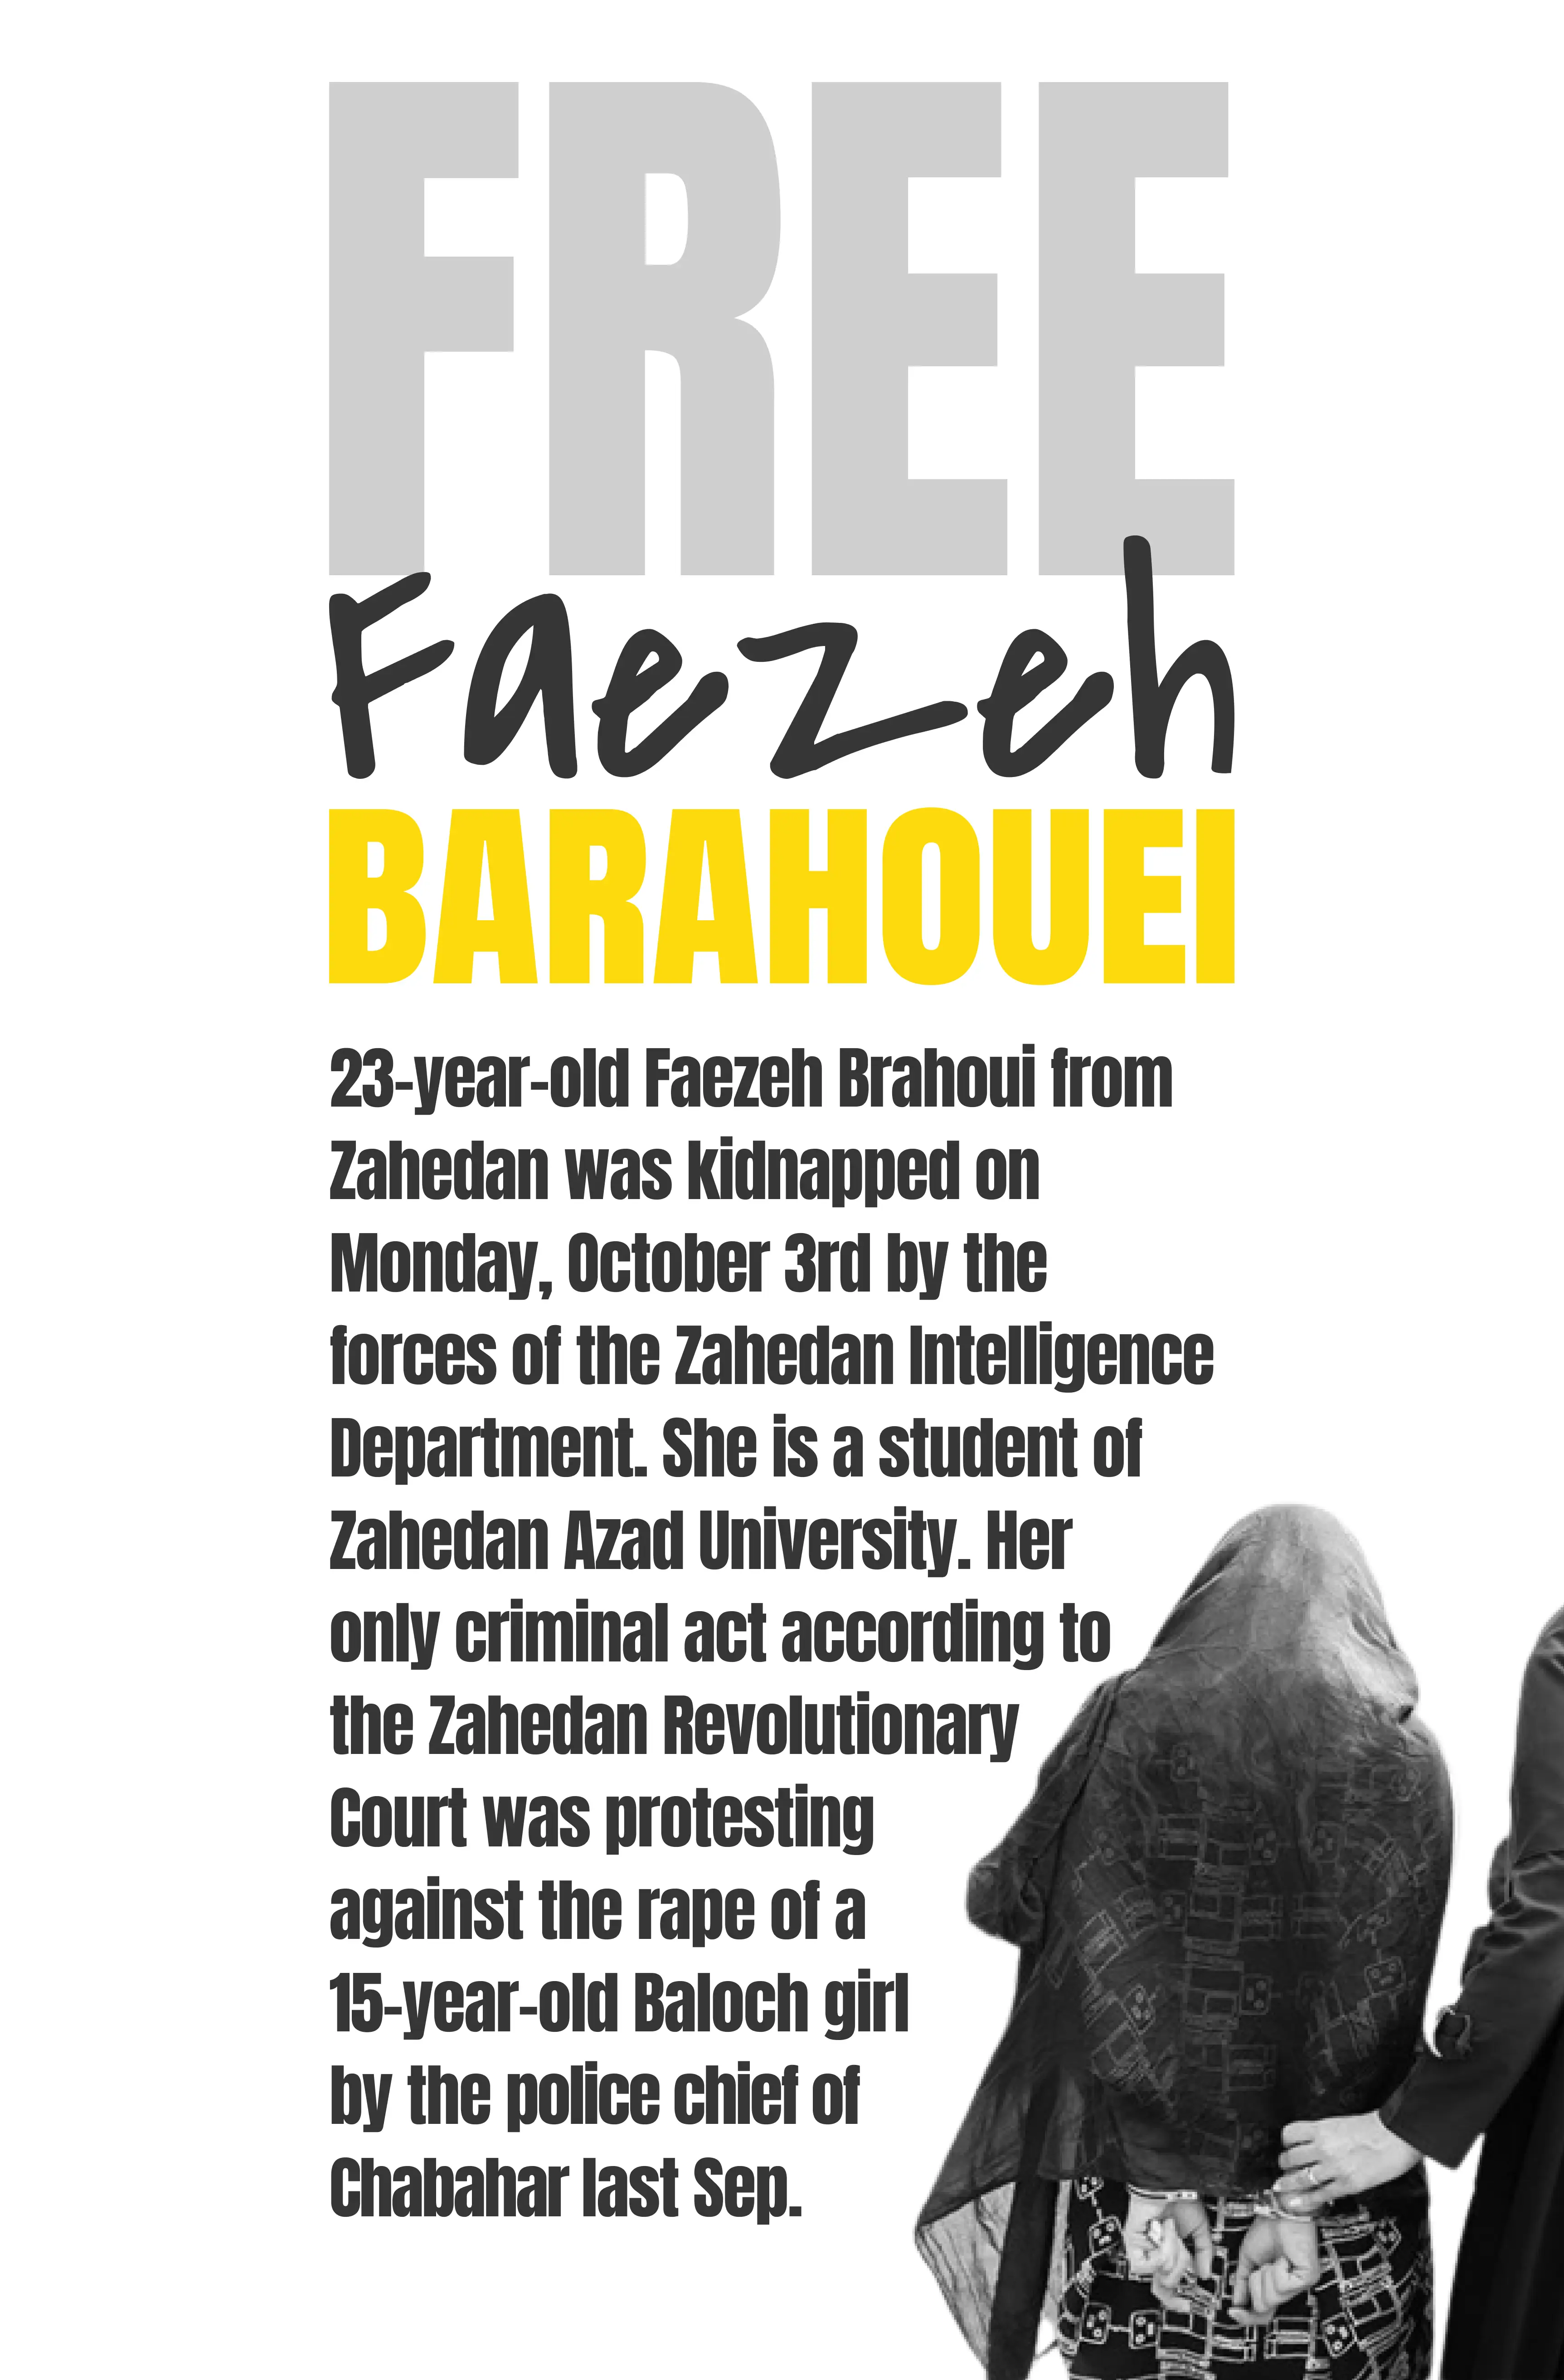 FREE
Faezeh
BARAHOUEI
23-year-old Faezeh Brahoui from
Zahedan was kidnapped on
Monday, October 3rd by the
forces of the Zahedan Intelligence
Department. She is a student of
Zahedan Azad University. Her
only criminal act according to
the Zahedan Revolutionary
Court was protesting
against the rape of a
15-year-old Baloch girl
by the police chief of
Chabahar last Sep.